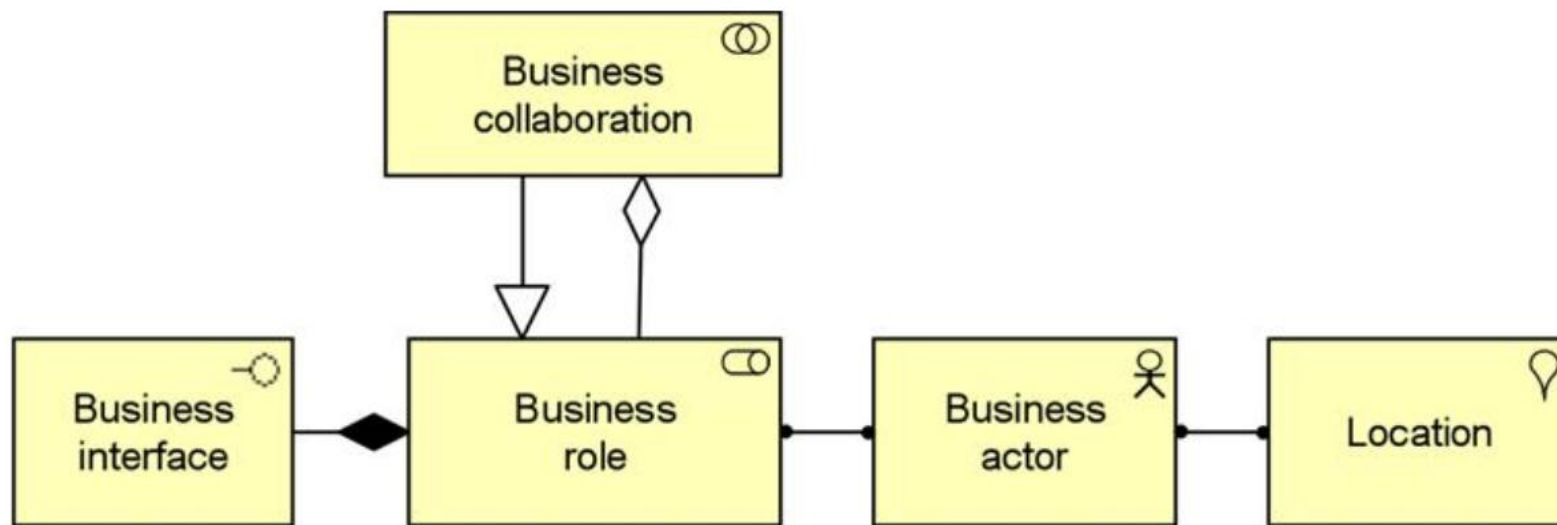 Business
collaboration
Business
interface
Business
role
Business
actor
Location